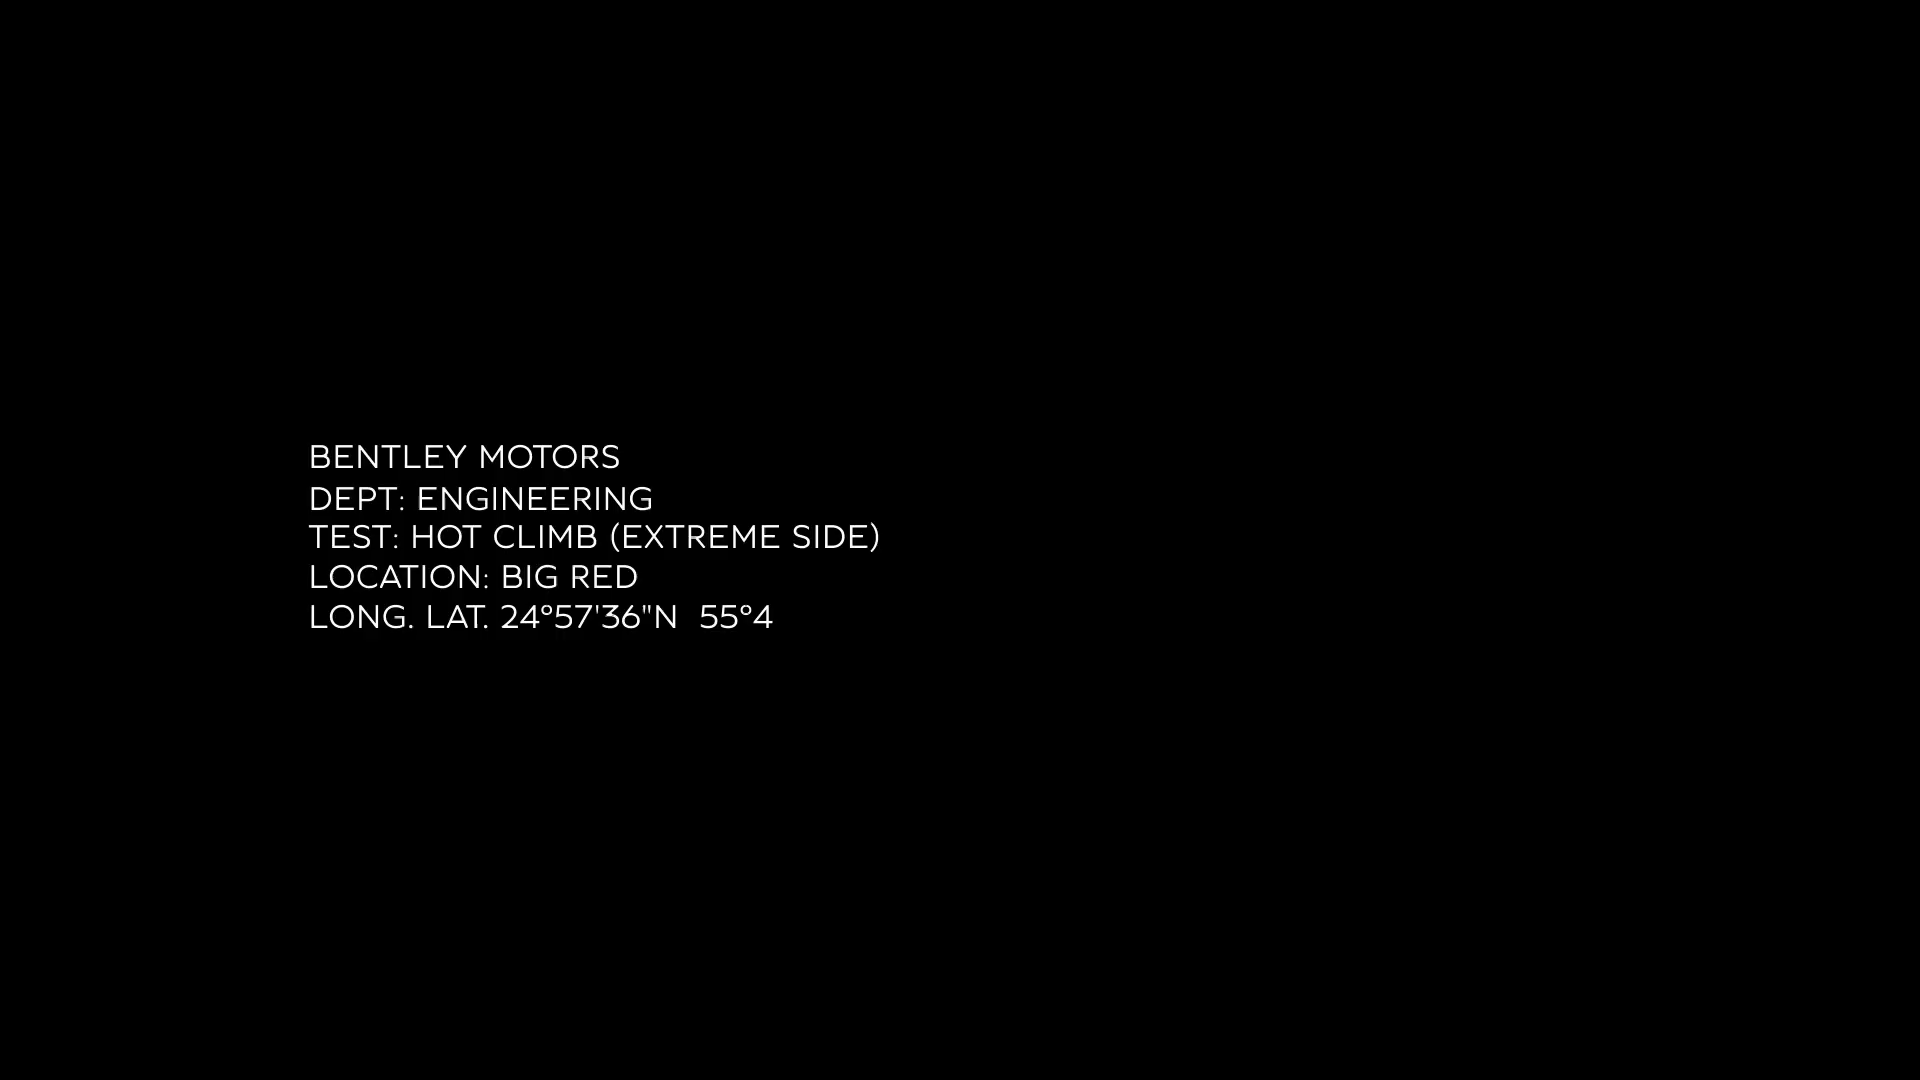 BENTLEY MOTORS
DEPT: ENGINEERING
TEST: HOT CLIMB (EXTREME SIDE)
LOCATION: BIG RED
LONG. LAT. 24°57'36"N  55°4